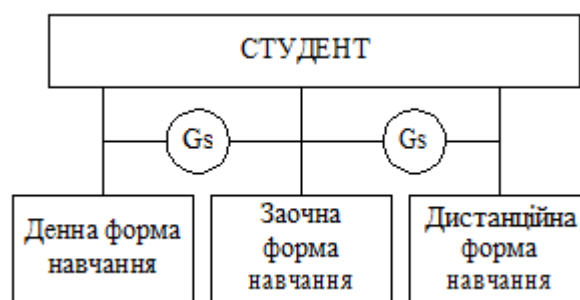 СТУДЕНТ
Gs
Gs
Денна форма
навчання
Заочна
форма
навчання
Дистанційна
форма
навчання